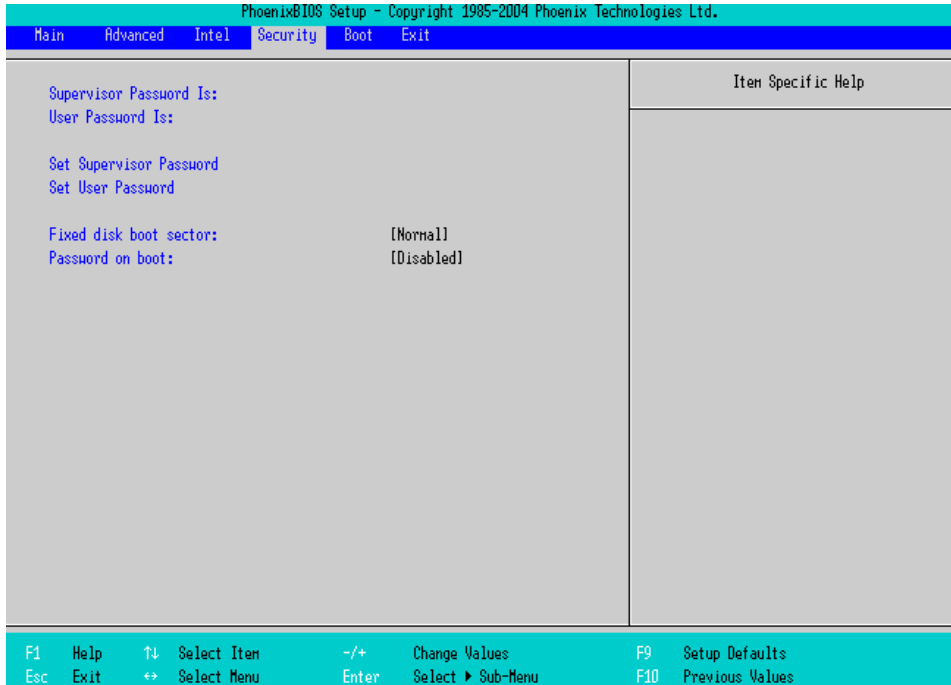 PhoenixBIOS Setup - Copyright 1985-2004 Phoenix Technologies Ltd.
Main Advanced Intel Security Boot Exit
Item Specific Help
Supervisor Password Is:
User Password Is:
Set Supervisor Password
Set User Password
Fixed disk boot sector: [Normal]
Password on boot: [Disabled]
F1 Help ↑↓ Select Item -/+ Change Values F9 Setup Defaults
Esc Exit ↔ Select Menu Enter Select ▶ Sub-Menu F10 Previous Values